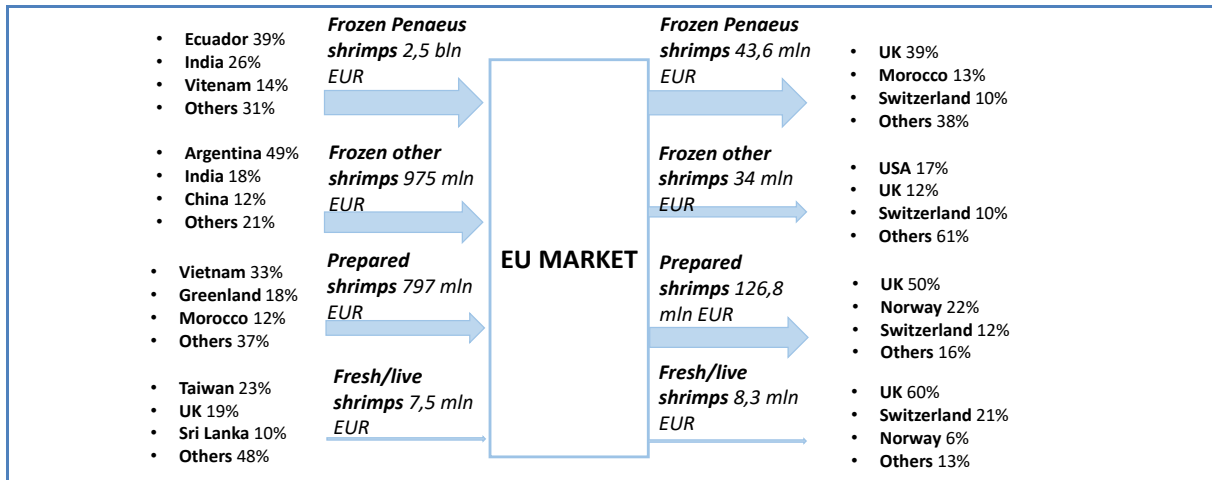 • Ecuador 39%
• India 26%
• Vitenam 14%
• Others 31%
Frozen Penaeus
shrimps 2,5 bln
EUR
• Argentina 49%
• India 18%
• China 12%
• Others 21%
Frozen other
shrimps 975 mln
EUR
• Vietnam 33%
• Greenland 18%
• Morocco 12%
• Others 37%
Prepared
shrimps 797 mln
EUR
• Taiwan 23%
• UK 19%
• Sri Lanka 10%
• Others 48%
Fresh/live
shrimps 7,5 mln
EUR
EU MARKET
Frozen Penaeus
shrimps 43,6 mln
EUR
• UK 39%
• Morocco 13%
• Switzerland 10%
• Others 38%
Frozen other
shrimps 34 mln
EUR
• USA 17%
• UK 12%
• Switzerland 10%
• Others 61%
Prepared
shrimps 126,8
mln EUR
• UK 50%
• Norway 22%
• Switzerland 12%
• Others 16%
Fresh/live
shrimps 8,3 mln
EUR
• UK 60%
• Switzerland 21%
• Norway 6%
• Others 13%